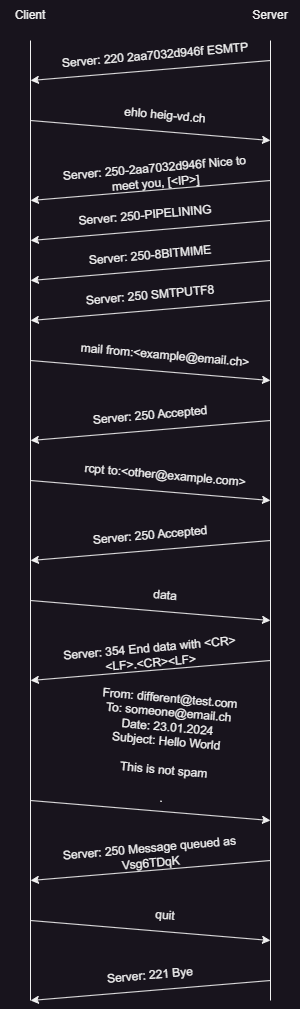 Client Server
Server: 220 2aa7032d946f ESMTP
ehlo heig-vd.ch
Server: 250-2aa7032d946f Nice to
meet you, [<IP>]
Server: 250-PIPELINING
Server: 250-8BITMIME
Server: 250 SMTPUTF8
mail from:<example@email.ch>
Server: 250 Accepted
rcpt to:<other@example.com>
Server: 250 Accepted
data
Server: 354 End data with <CR>
<LF>.<CR><LF>
From: different@test.com
To: someone@email.ch
Date: 23.01.2024
Subject: Hello World
This is not spam
.
Server: 250 Message queued as
Vsg6TDqK
quit
Server: 221 Bye